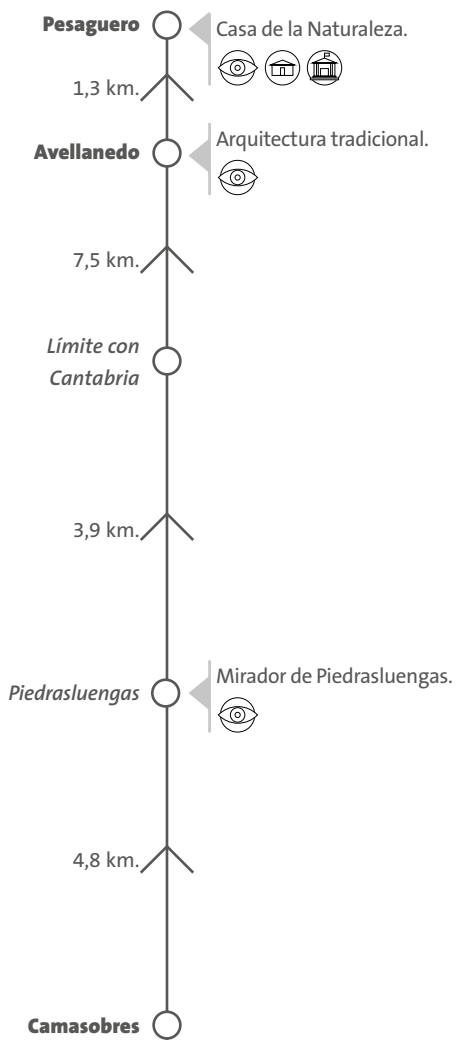 Pesaguero
Casa de la Naturaleza.
1,3 km.
Avellanedo
Arquitectura tradicional.
7,5 km.
Límite con
Cantabria
3,9 km.
Piedrasluengas
Mirador de Piedrasluengas.
4,8 km.
Camasobres